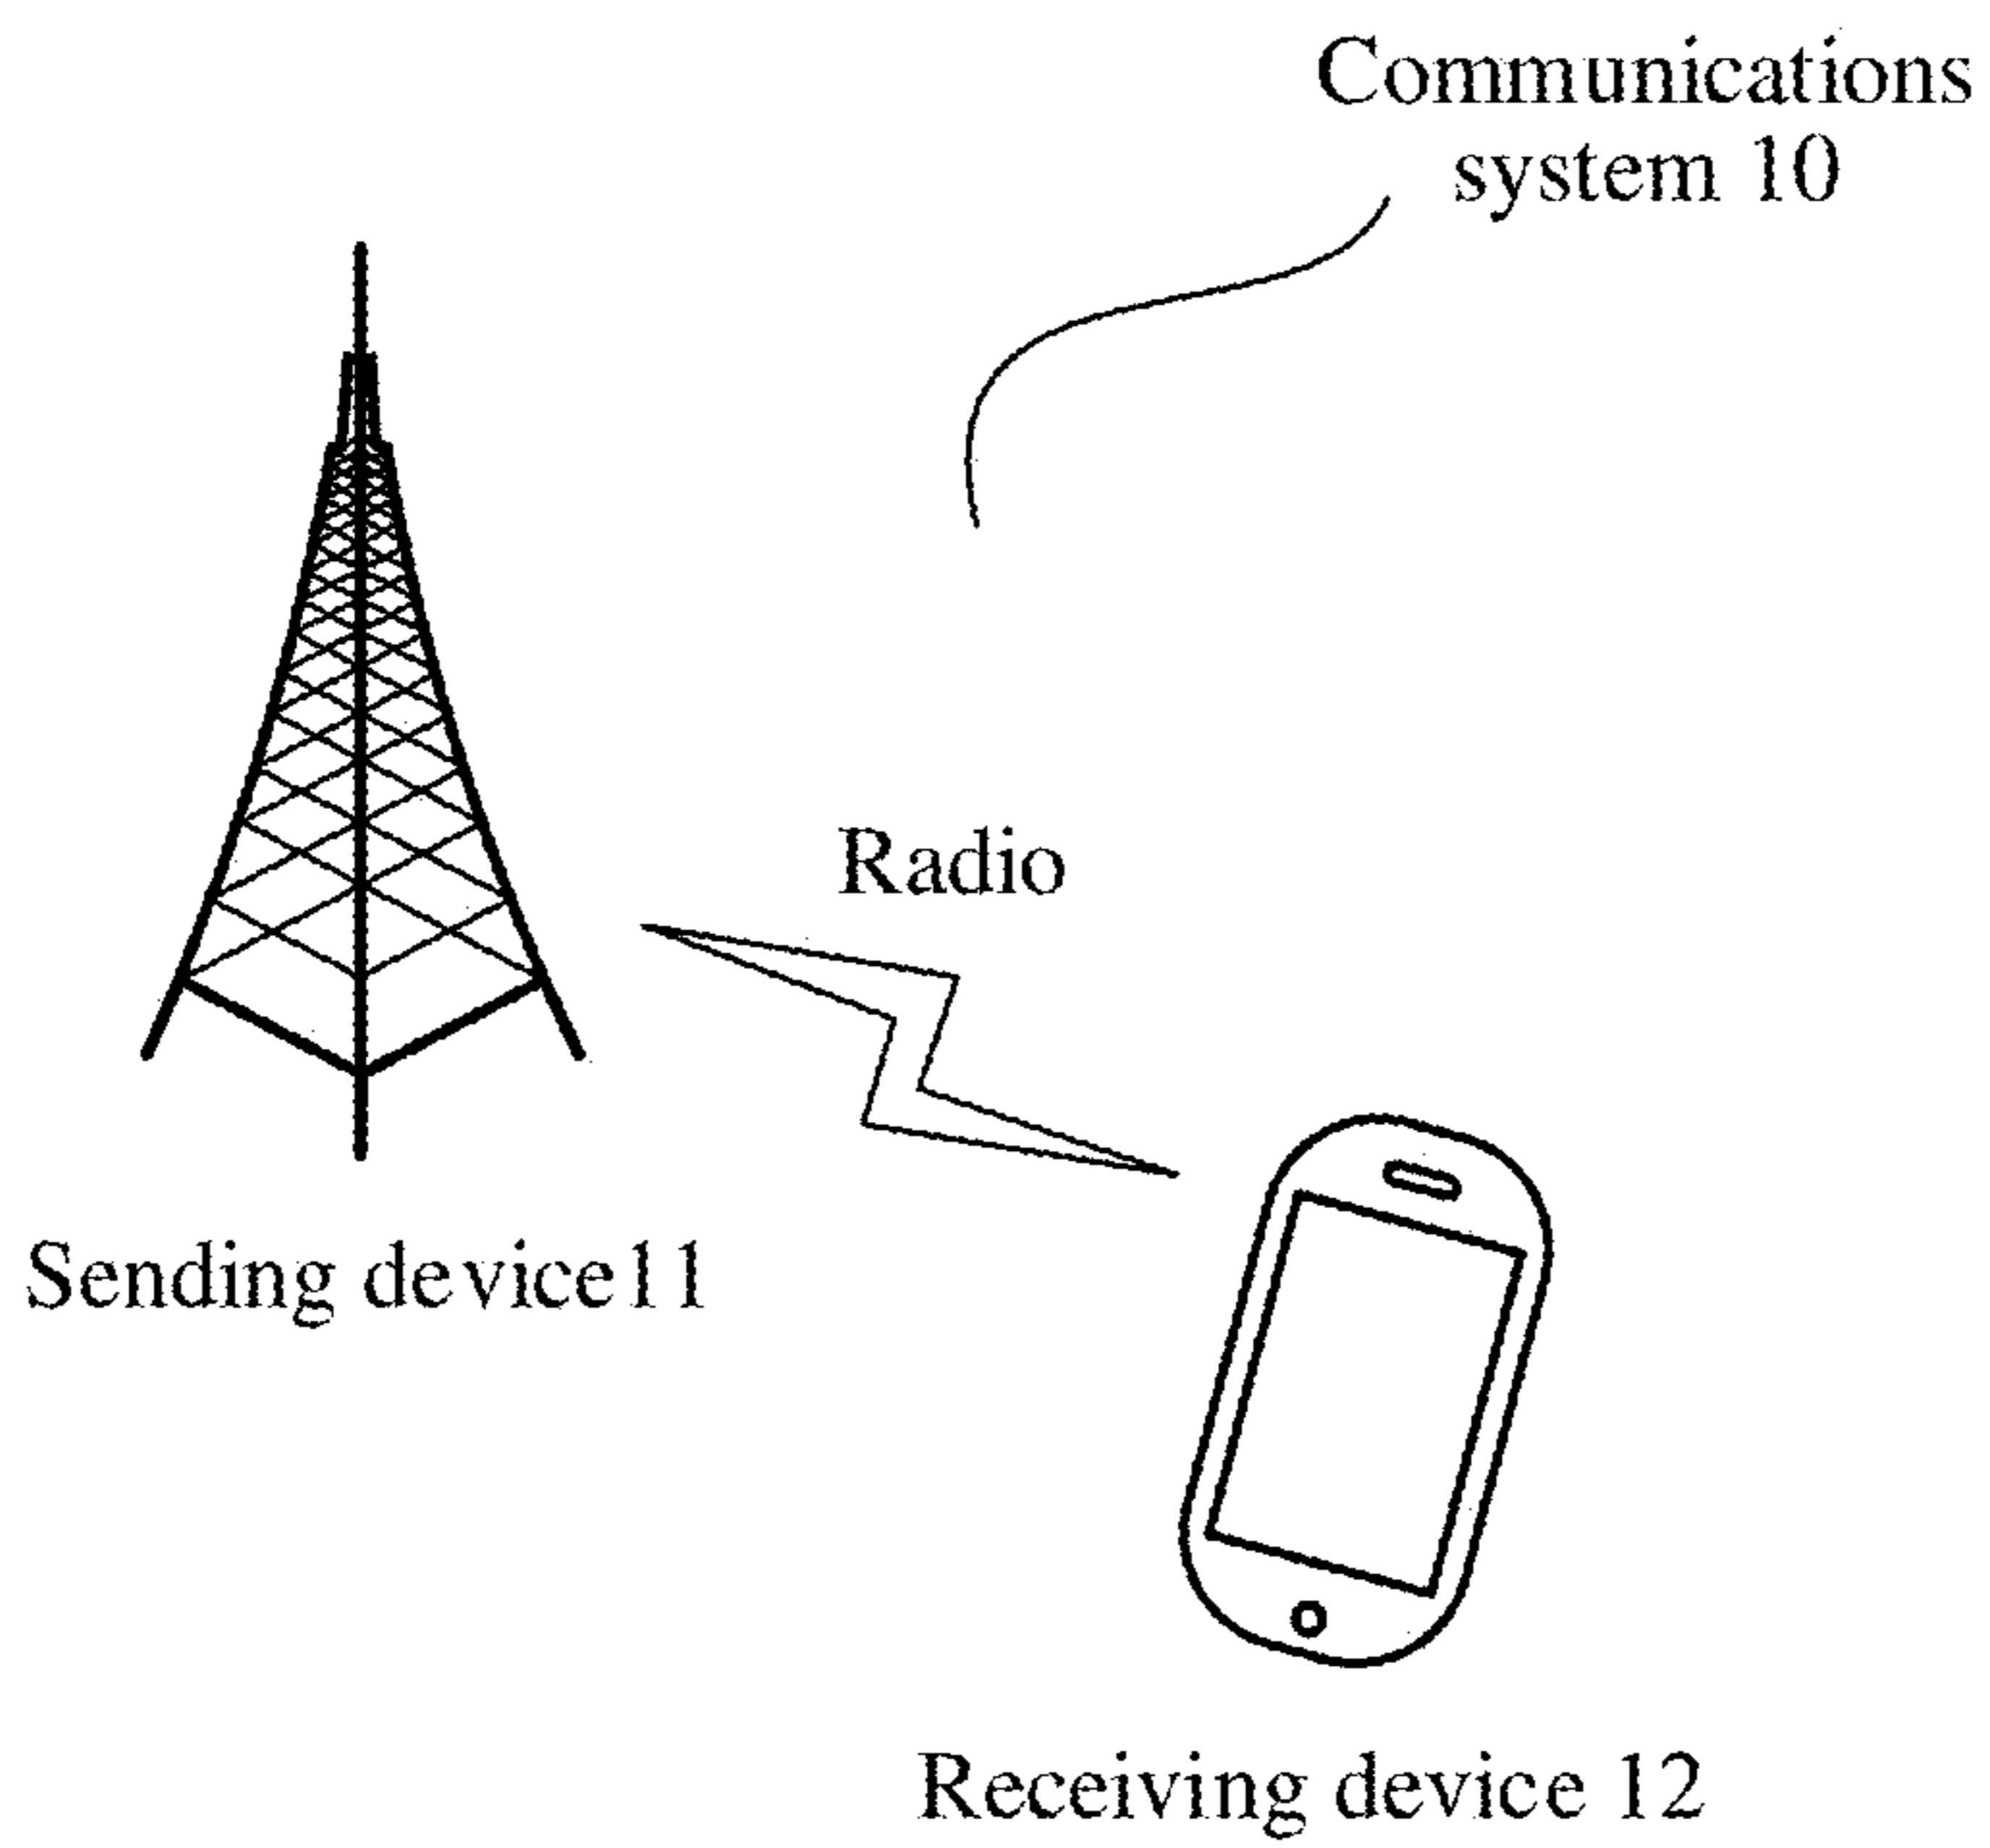 Communications
system 10
Radio
Sending device11
Receiving device 12